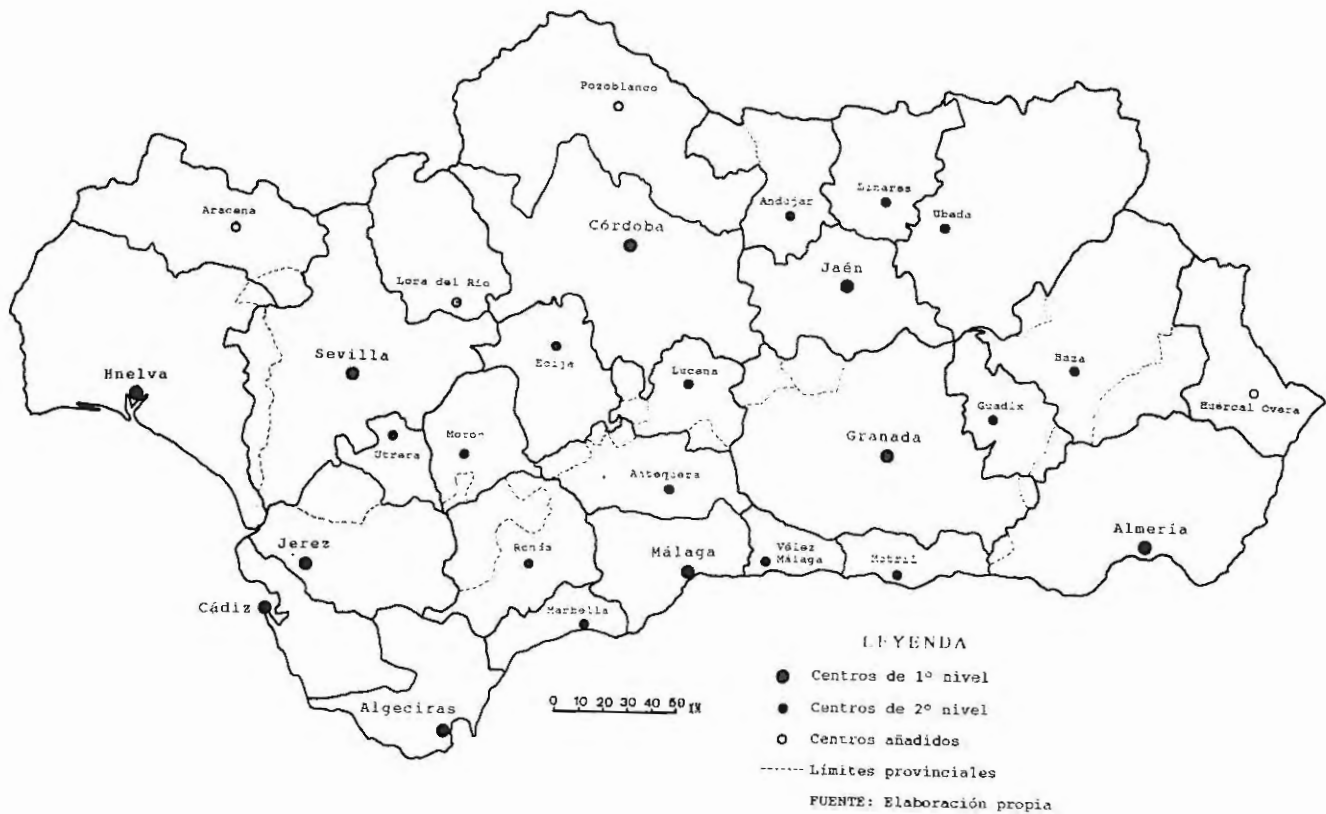 Pozoblanco
Aracena
Andujar
Linares
Ubeda
Córdoba
Lora del Río
Jaén
Sevilla
Ecija
Lucena
Baza
Hnelva
Huercal Overa
Utrera
Moron
Guadix
Granada
Antequera
Jerez
Ronda
Málaga
Vélez
Málaga
Motril
Almería
Cádiz
Marbella
Algeciras
LEYENDA
Centros de 1º nivel
0 10 20 30 40 50 KM
Centros de 2º nivel
Centros añadidos
Límites provinciales
FUENTE: Elaboración propia